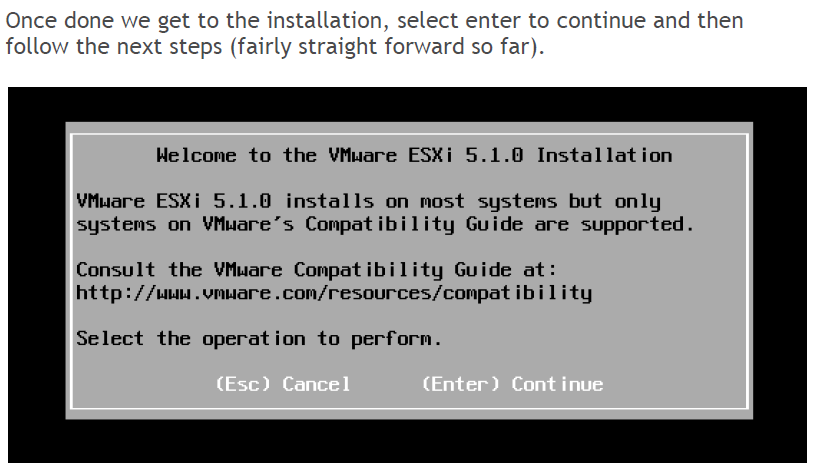 Once done we get to the installation, select enter to continue and then
follow the next steps (fairly straight forward so far).
Welcome to the VMware ESXi 5.1.0 Installation
VMware ESXi 5.1.0 installs on most systems but only
systems on VMware's Compatibility Guide are supported.
Consult the VMware Compatibility Guide at:
http://www.vmware.com/resources/compatibility
Select the operation to perform.
(Esc) Cancel (Enter) Continue